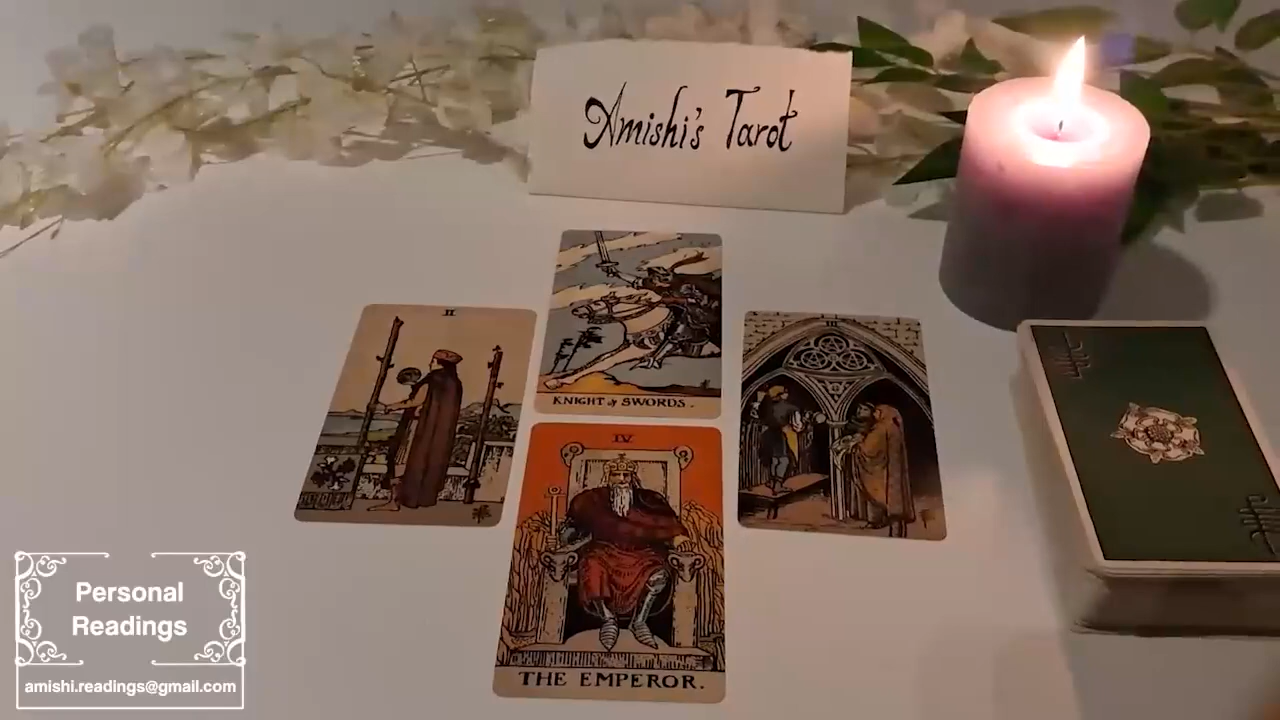 Amishi's Tarot
KNIGHT of SWORDS.
II
III
IV
THE EMPEROR.
Personal
Readings
amishi.readings@gmail.com